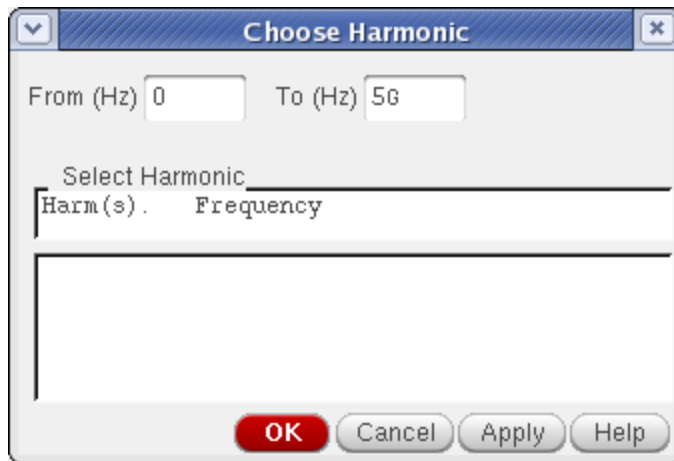 Choose Harmonic
From (Hz) 0 To (Hz) 5G
Select Harmonic
Harm(s). Frequency
OK Cancel Apply Help